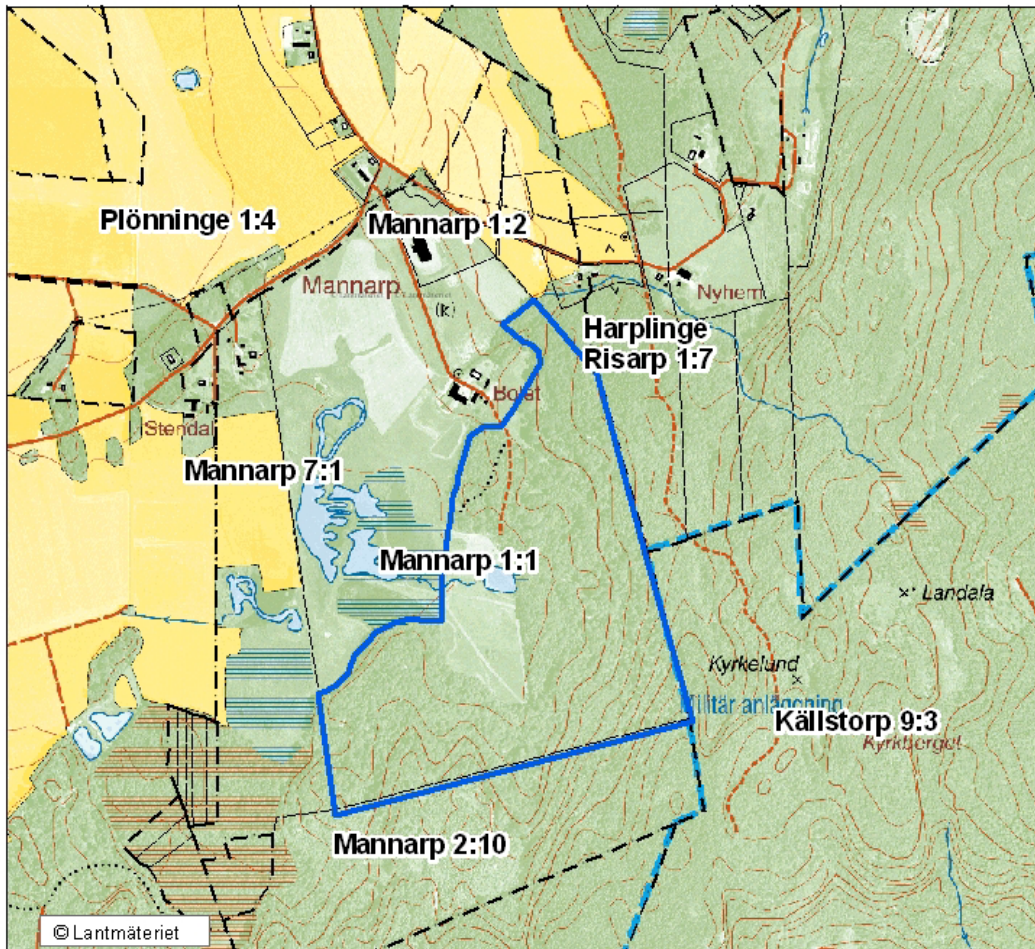 Plönninge 1:4
Mannarp 1:2
Mannarp
(k)
Nyhem
Harplinge
Risarp 1:7
Stendal
Mannarp 7:1
Mannarp 1:1
Landala
Kyrkelund
Militär anläggning
Källstorp 9:3
Kyrkberget
Mannarp 2:10
© Lantmäteriet